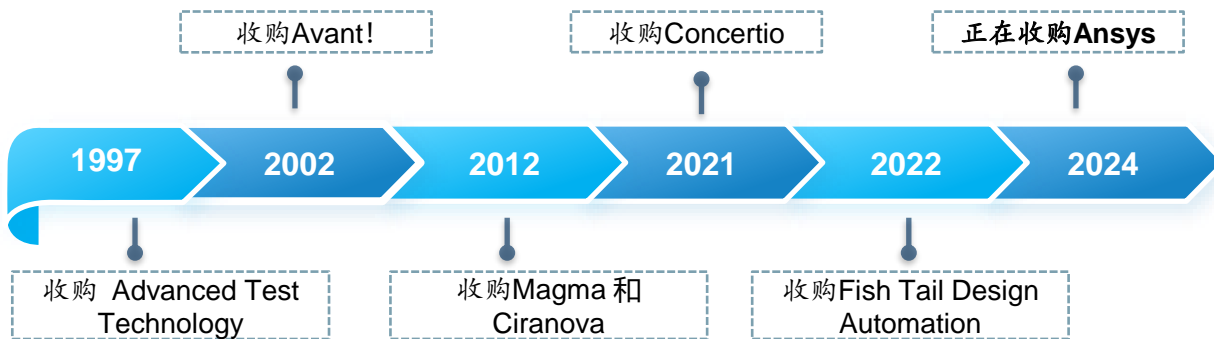 收购Avant!
收购Concertio
正在收购Ansys
1997
2002
2012
2021
2022
2024
收购 Advanced Test
Technology
收购Magma 和
Ciranova
收购Fish Tail Design
Automation